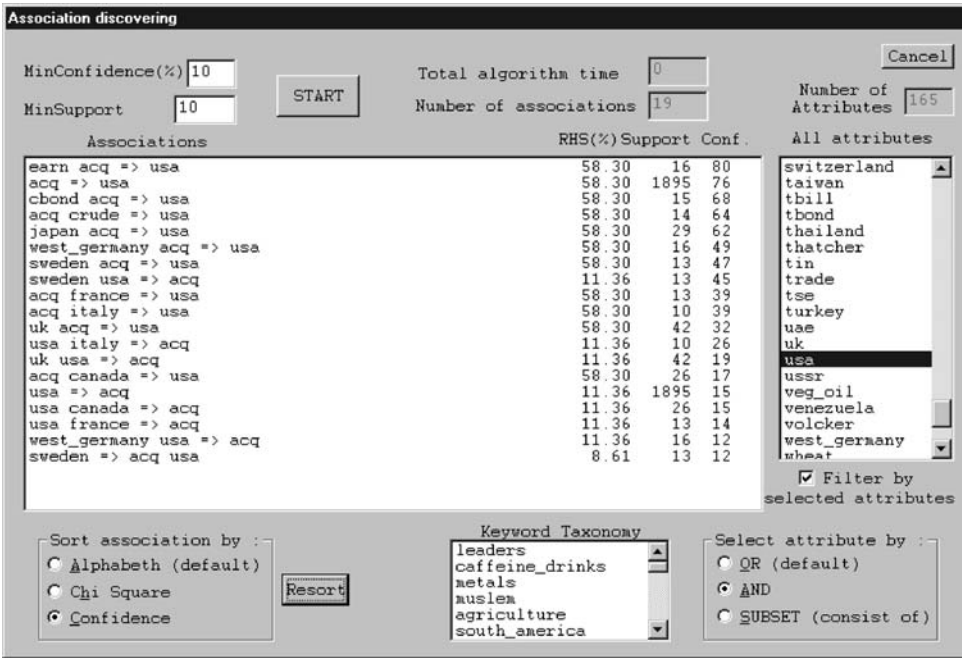 Association discovering
MinConfidence(%) 10
MinSupport 10
START
Total algorithm time 0
Number of associations 19
Cancel
Number of
Attributes 165
Associations RHS(%) Support Conf.
earn acq => usa 58.30 16 80
acq => usa 58.30 1895 76
cbond acq => usa 58.30 15 68
acq crude => usa 58.30 14 64
japan acq => usa 58.30 29 62
west_germany acq => usa 58.30 16 49
sweden acq => usa 58.30 13 47
sweden usa => acq 11.36 13 45
acq france => usa 58.30 13 39
acq italy => usa 58.30 10 39
uk acq => usa 58.30 42 32
usa italy => acq 11.36 10 26
uk usa => acq 11.36 42 19
acq canada => usa 58.30 26 17
usa => acq 11.36 1895 15
usa canada => acq 11.36 26 15
usa france => acq 11.36 13 14
west_germany usa => acq 11.36 16 12
sweden => acq usa 8.61 13 12
All attributes
switzerland
taiwan
tbill
tbond
thailand
thatcher
tin
trade
tse
turkey
uae
uk
usa
ussr
veg_oil
venezuela
volcker
west_germany
wheat
Filter by
selected attributes
Sort association by :
Alphabeth (default)
Chi Square
Confidence
Resort
Keyword Taxonomy
leaders
caffeine_drinks
metals
muslem
agriculture
south_america
Select attribute by :
OR (default)
AND
SUBSET (consist of)